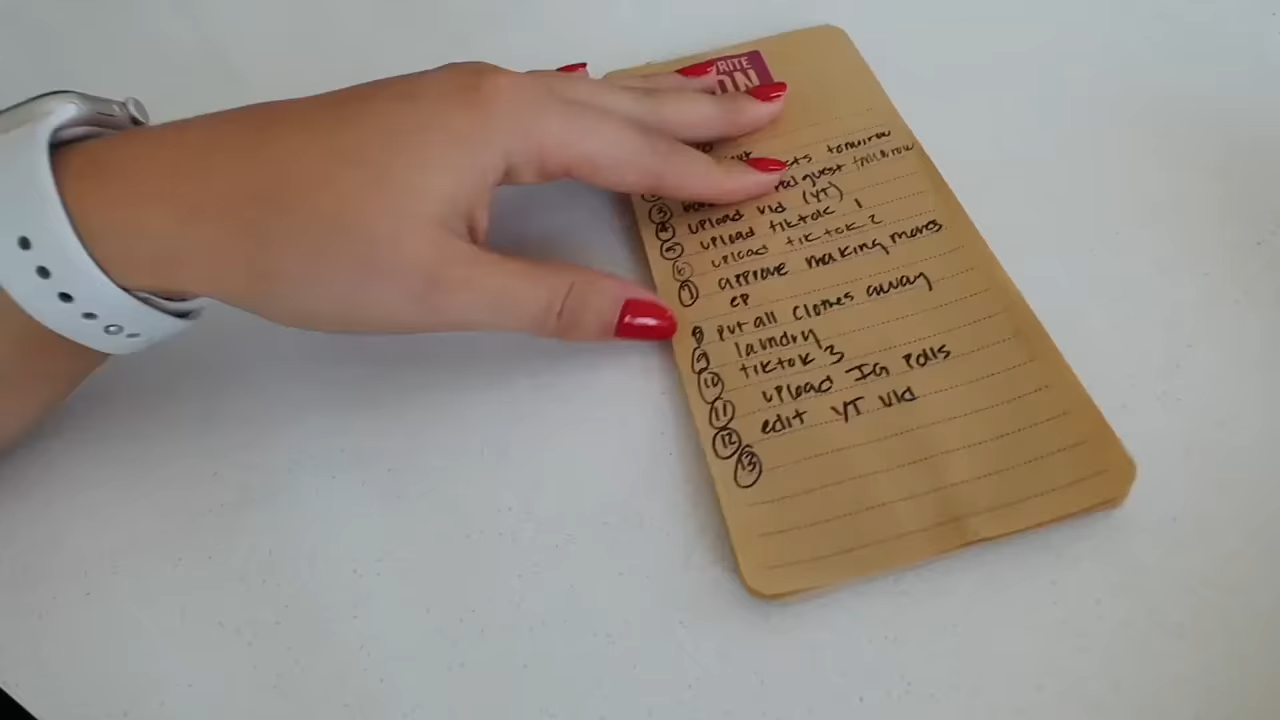 RITE
ON
tomorrow
guest tomorrow
③
④ upload vid (YT)
⑤ upload tiktok 1
⑥ upload tiktok 2
⑦ approve making moves
ep
⑧ put all clothes away
⑨ laundry
⑩ tiktok 3
⑪ upload IG polls
⑫ edit YT vid
⑬